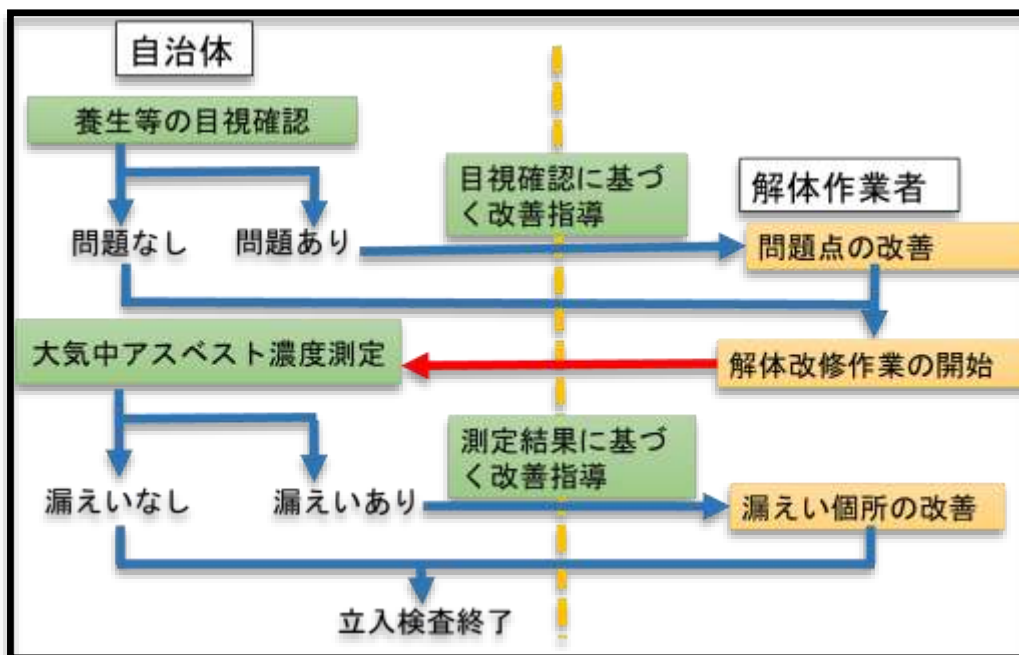 自治体
養生等の目視確認
目視確認に基づ
く改善指導
解体作業者
問題なし
問題あり
問題点の改善
大気中アスベスト濃度測定
解体改修作業の開始
測定結果に基づ
く改善指導
漏えいなし
漏えいあり
漏えい個所の改善
立入検査終了